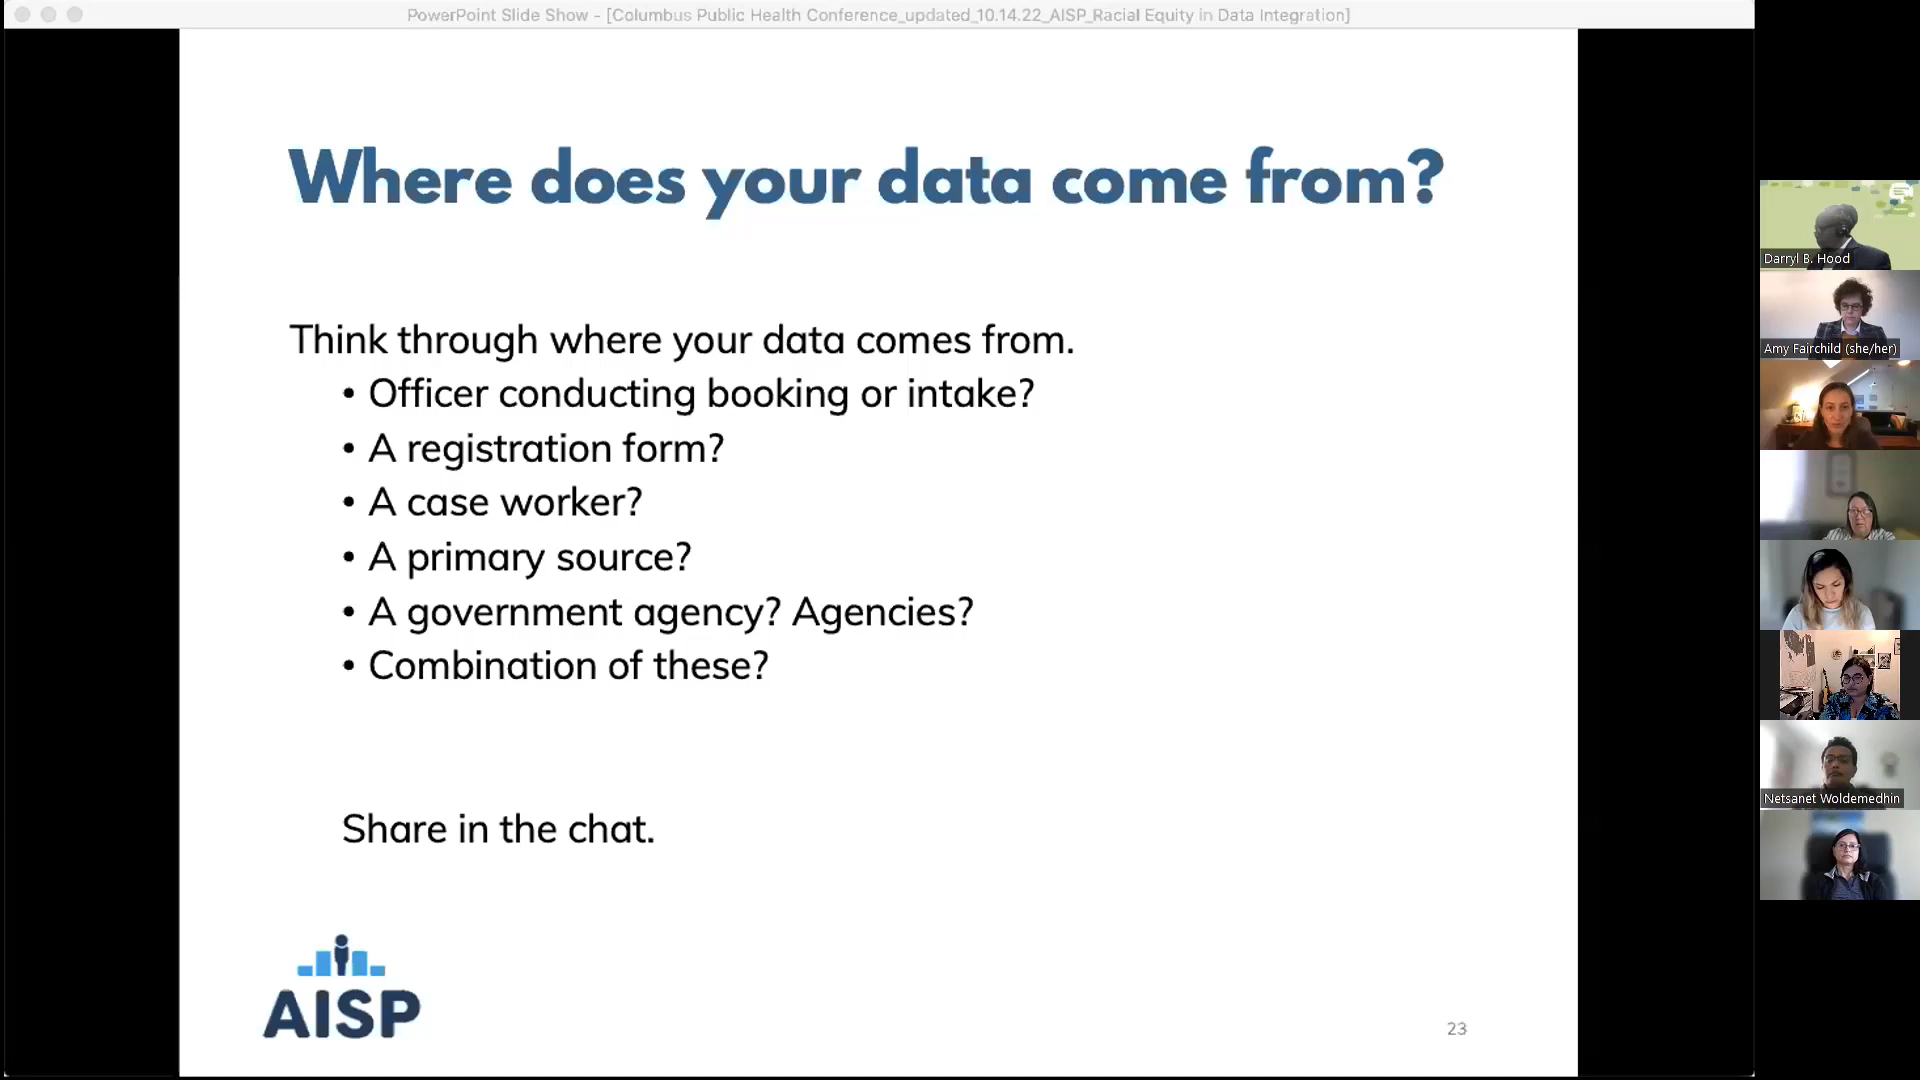 PowerPoint Slide Show - [Columbus Public Health Conference_updated_10.14.22_AISP_Racial Equity in Data Integration]
Where does your data come from?
Think through where your data comes from.
• Officer conducting booking or intake?
• A registration form?
• A case worker?
• A primary source?
• A government agency? Agencies?
• Combination of these?
Share in the chat.
AISP
23
Darryl B. Hood
Amy Fairchild (she/her)
Netsanet Woldemedhin